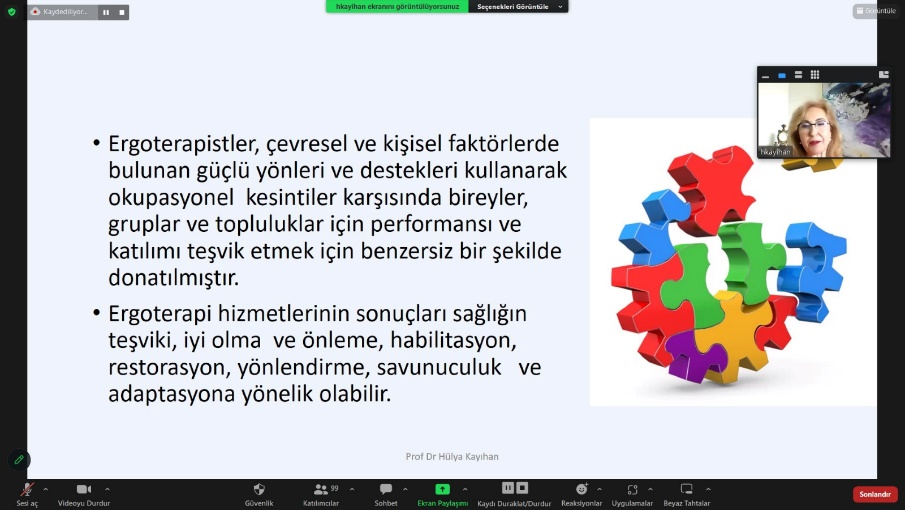 Kaydediliyor...
hkayihan ekranını görüntülüyorsunuz
Seçenekleri Görüntüle
Görüntüle
hkayihan
• Ergoterapistler, çevresel ve kişisel faktörlerde
bulunan güçlü yönleri ve destekleri kullanarak
okupasyonel kesintiler karşısında bireyler,
gruplar ve topluluklar için performansı ve
katılımı teşvik etmek için benzersiz bir şekilde
donatılmıştır.
• Ergoterapi hizmetlerinin sonuçları sağlığın
teşviki, iyi olma ve önleme, habilitasyon,
restorasyon, yönlendirme, savunuculuk ve
adaptasyona yönelik olabilir.
Prof Dr Hülya Kayıhan
99
Sesi aç
Videoyu Durdur
Güvenlik
Katılımcılar
Sohbet
Ekran Paylaşımı
Kaydı Duraklat/Durdur
Reaksiyonlar
Uygulamalar
Beyaz Tahtalar
Sonlandır